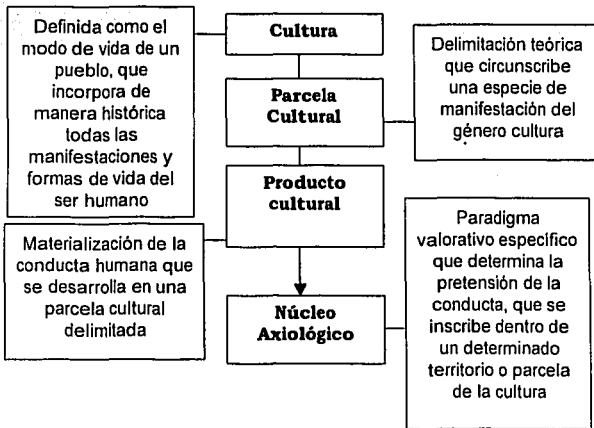 Definida como el
modo de vida de un
pueblo, que
incorpora de
manera histórica
todas las
manifestaciones y
formas de vida del
ser humano
Cultura
Delimitación teórica
que circunscribe
una especie de
manifestación del
género cultura
Parcela
Cultural
Producto
cultural
Materialización de la
conducta humana que
se desarrolla en una
parcela cultural
delimitada
Paradigma
valorativo específico
que determina la
pretensión de la
conducta, que se
inscribe dentro de
un determinado
territorio o parcela
de la cultura
Núcleo
Axiológico